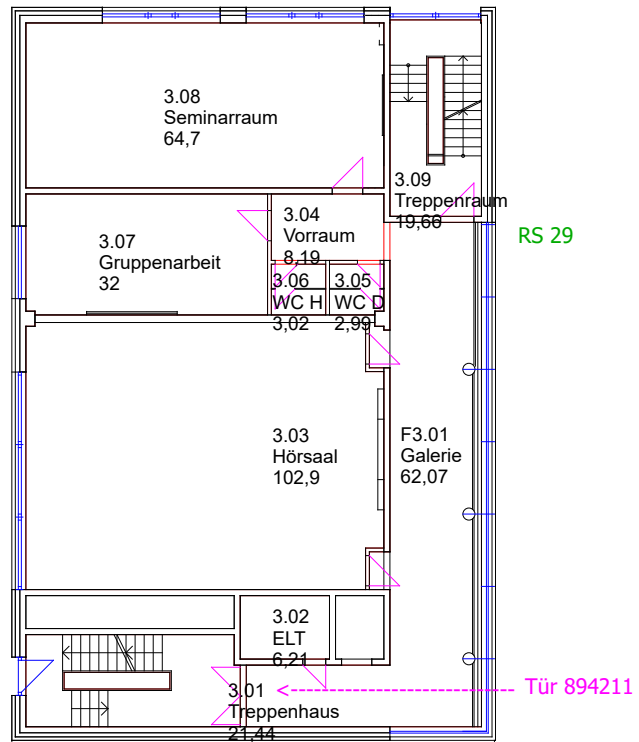 3.08
Seminarraum
64,7
3.09
Treppenraum
19,66
RS 29
3.04
Vorraum
8,19
3.07
Gruppenarbeit
32
3.06
WC H
3,02
3.05
WC D
2,99
3.03
Hörsaal
102,9
F3.01
Galerie
62,07
3.02
ELT
6,21
3.01
Treppenhaus
21,44
Tür 894211